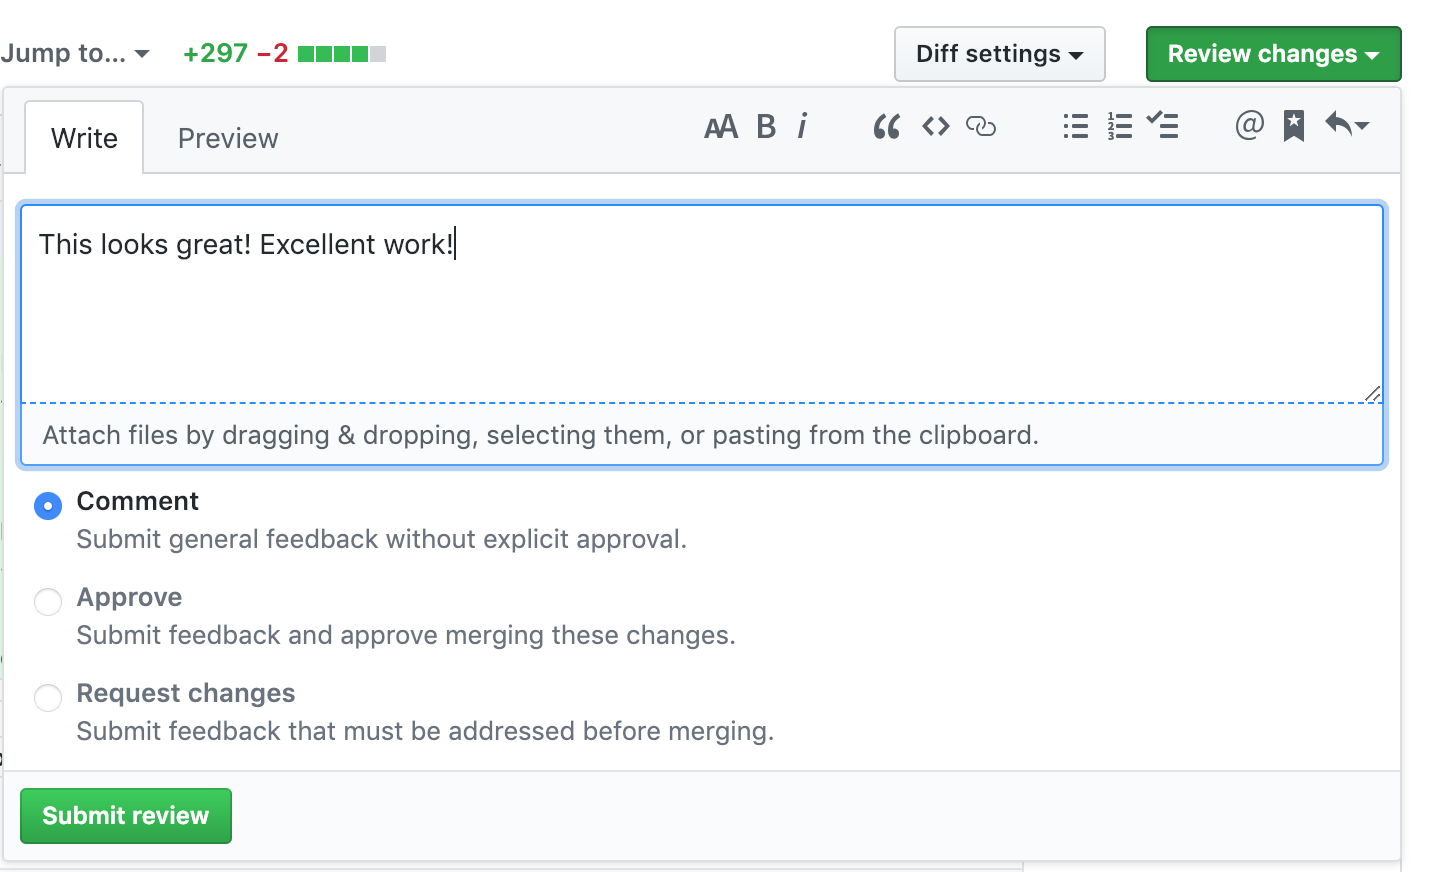 Jump to... +297 −2 Diff settings Review changes
Write Preview AA B i @
This looks great! Excellent work!
Attach files by dragging & dropping, selecting them, or pasting from the clipboard.
Comment
Submit general feedback without explicit approval.
Approve
Submit feedback and approve merging these changes.
Request changes
Submit feedback that must be addressed before merging.
Submit review